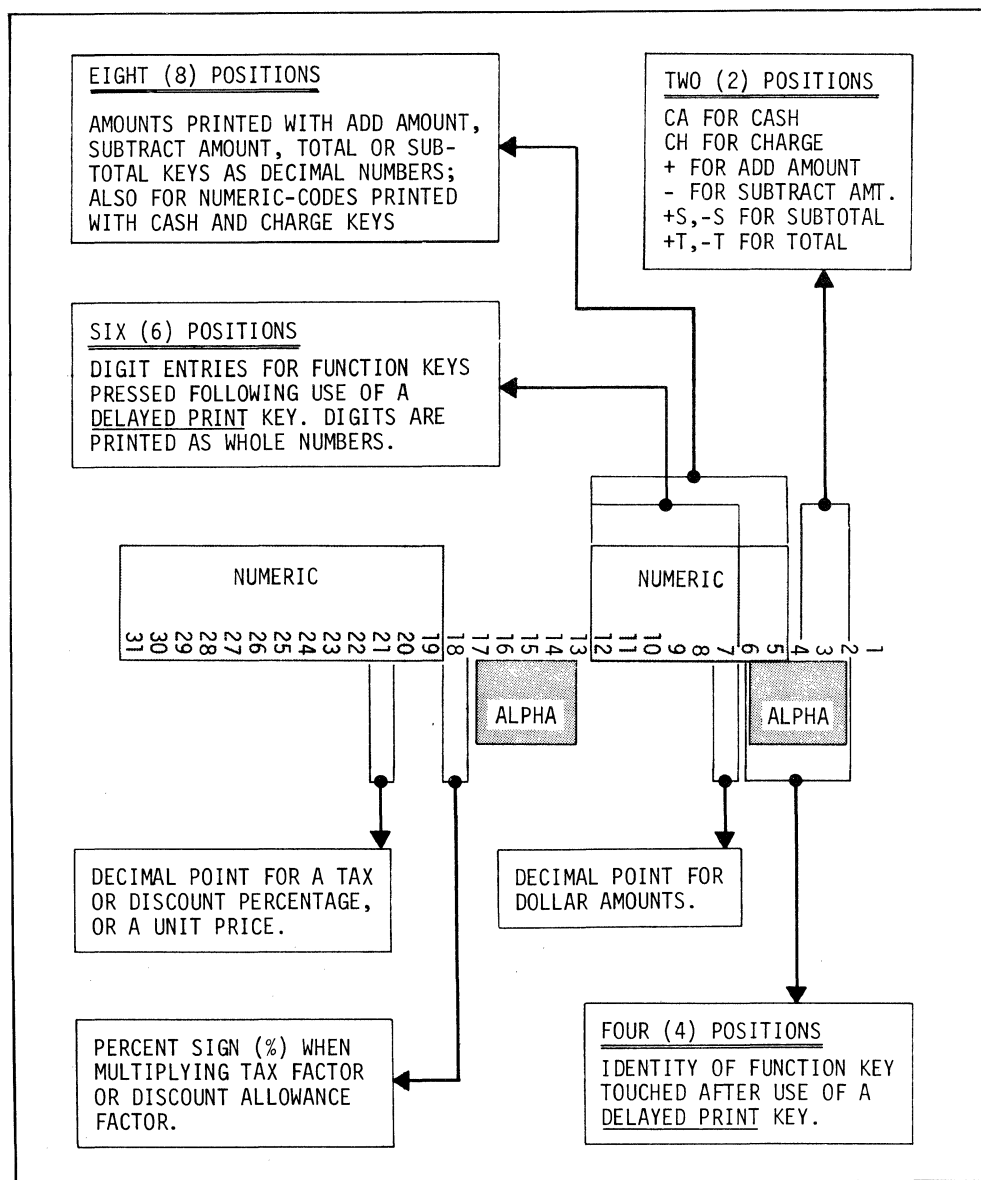 EIGHT (8) POSITIONS
AMOUNTS PRINTED WITH ADD AMOUNT,
SUBTRACT AMOUNT, TOTAL OR SUB-
TOTAL KEYS AS DECIMAL NUMBERS;
ALSO FOR NUMERIC-CODES PRINTED
WITH CASH AND CHARGE KEYS
TWO (2) POSITIONS
CA FOR CASH
CH FOR CHARGE
+ FOR ADD AMOUNT
- FOR SUBTRACT AMT.
+S,-S FOR SUBTOTAL
+T,-T FOR TOTAL
SIX (6) POSITIONS
DIGIT ENTRIES FOR FUNCTION KEYS
PRESSED FOLLOWING USE OF A
DELAYED PRINT KEY. DIGITS ARE
PRINTED AS WHOLE NUMBERS.
NUMERIC
NUMERIC
31 30 29 28 27 26 25 24 23 22 21 20 19 18 17 16 15 14 13 12 11 10 9 8 7 6 5 4 3 2 1
ALPHA
ALPHA
DECIMAL POINT FOR A TAX
OR DISCOUNT PERCENTAGE,
OR A UNIT PRICE.
DECIMAL POINT FOR
DOLLAR AMOUNTS.
PERCENT SIGN (%) WHEN
MULTIPLYING TAX FACTOR
OR DISCOUNT ALLOWANCE
FACTOR.
FOUR (4) POSITIONS
IDENTITY OF FUNCTION KEY
TOUCHED AFTER USE OF A
DELAYED PRINT KEY.